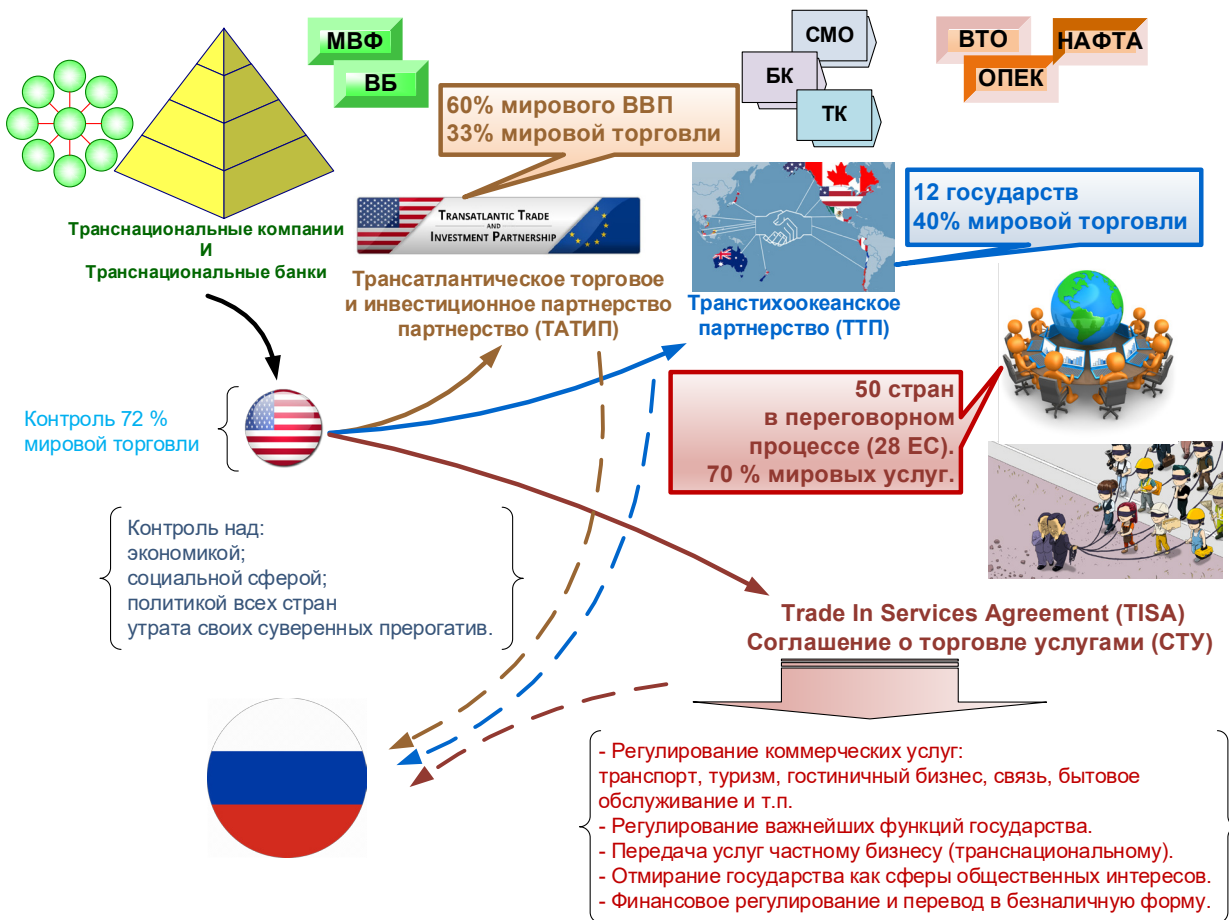 МВФ
ВБ
СМО
БК
ТК
ВТО
НАФТА
ОПЕК
60% мирового ВВП
33% мировой торговли
Транснациональные компании
И
Транснациональные банки
TRANSATLANTIC TRADE
AND
INVESTMENT PARTNERSHIP
12 государств
40% мировой торговли
Трансатлантическое торговое
и инвестиционное партнерство
партнерство (ТАТИП)
Транстихоокеанское
партнерство (ТТП)
Контроль 72 %
мировой торговли
50 стран
в переговорном
процессе (28 ЕС).
70 % мировых услуг.
Контроль над:
экономикой;
социальной сферой;
политикой всех стран
утрата своих суверенных прерогатив.
Trade In Services Agreement (TISA)
Соглашение о торговле услугами (СТУ)
- Регулирование коммерческих услуг:
транспорт, туризм, гостиничный бизнес, связь, бытовое
обслуживание и т.п.
- Регулирование важнейших функций государства.
- Передача услуг частному бизнесу (транснациональному).
- Отмирание государства как сферы общественных интересов.
- Финансовое регулирование и перевод в безналичную форму.